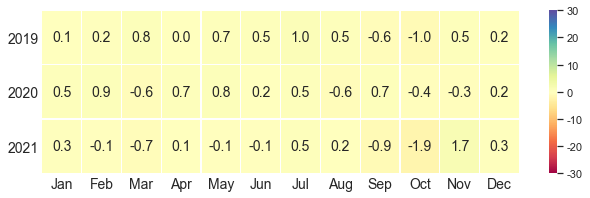 2019 0.1 0.2 0.8 0.0 0.7 0.5 1.0 0.5 -0.6 -1.0 0.5 0.2
2020 0.5 0.9 -0.6 0.7 0.8 0.2 0.5 -0.6 0.7 -0.4 -0.3 0.2
2021 0.3 -0.1 -0.7 0.1 -0.1 -0.1 0.5 0.2 -0.9 -1.9 1.7 0.3
Jan Feb Mar Apr May Jun Jul Aug Sep Oct Nov Dec
30
20
10
0
-10
-20
-30